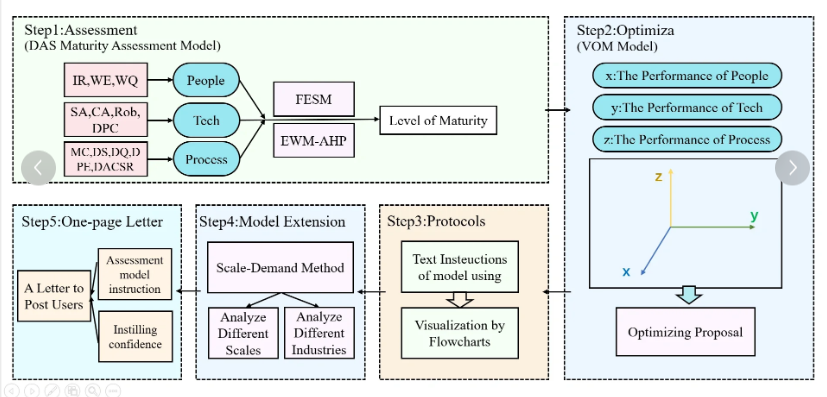 Step1:Assessment
(DAS Maturity Assessment Model)
IR,WE,WQ
People
SA,CA,Rob,
DPC
Tech
MC,DS,DQ,D
PE,DACSR
Process
FESM
EWM-AHP
Level of Maturity
Step2:Optimiza
(VOM Model)
x:The Performance of People
y:The Performance of Tech
z:The Performance of Process
z
y
x
Optimizing Proposal
Step3:Protocols
Text Insteuctions
of model using
Visualization by
Flowcharts
Step4:Model Extension
Scale-Demand Method
Analyze
Different
Scales
Analyze
Different
Industries
Step5:One-page Letter
A Letter to
Post Users
Assessment
model
instruction
Instilling
confidence